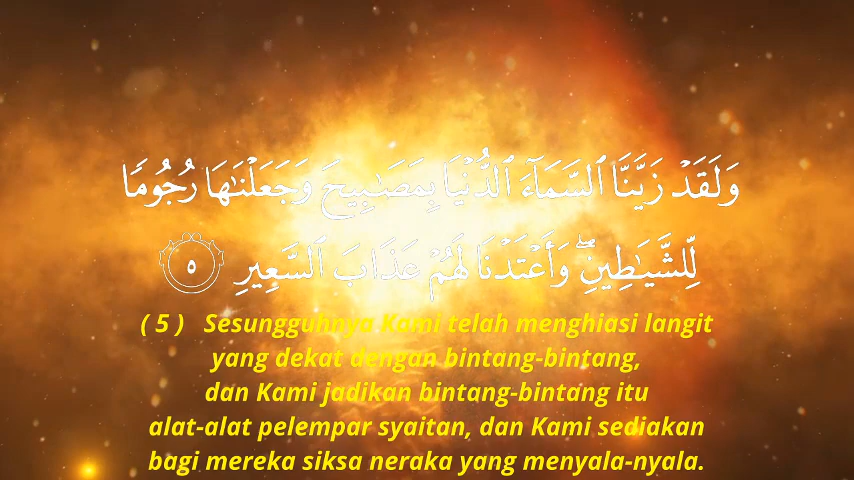 وَلَقَدْ زَيَّنَّا ٱلسَّمَآءَ ٱلدُّنْيَا بِمَصَٰبِيحَ وَجَعَلْنَٰهَا رُجُومًا
لِّلشَّيَٰطِينِ ۖ وَأَعْتَدْنَا لَهُمْ عَذَابَ ٱلسَّعِيرِ ٥
( 5 ) Sesungguhnya Kami telah menghiasi langit
yang dekat dengan bintang-bintang,
dan Kami jadikan bintang-bintang itu
alat-alat pelempar syaitan, dan Kami sediakan
bagi mereka siksa neraka yang menyala-nyala.